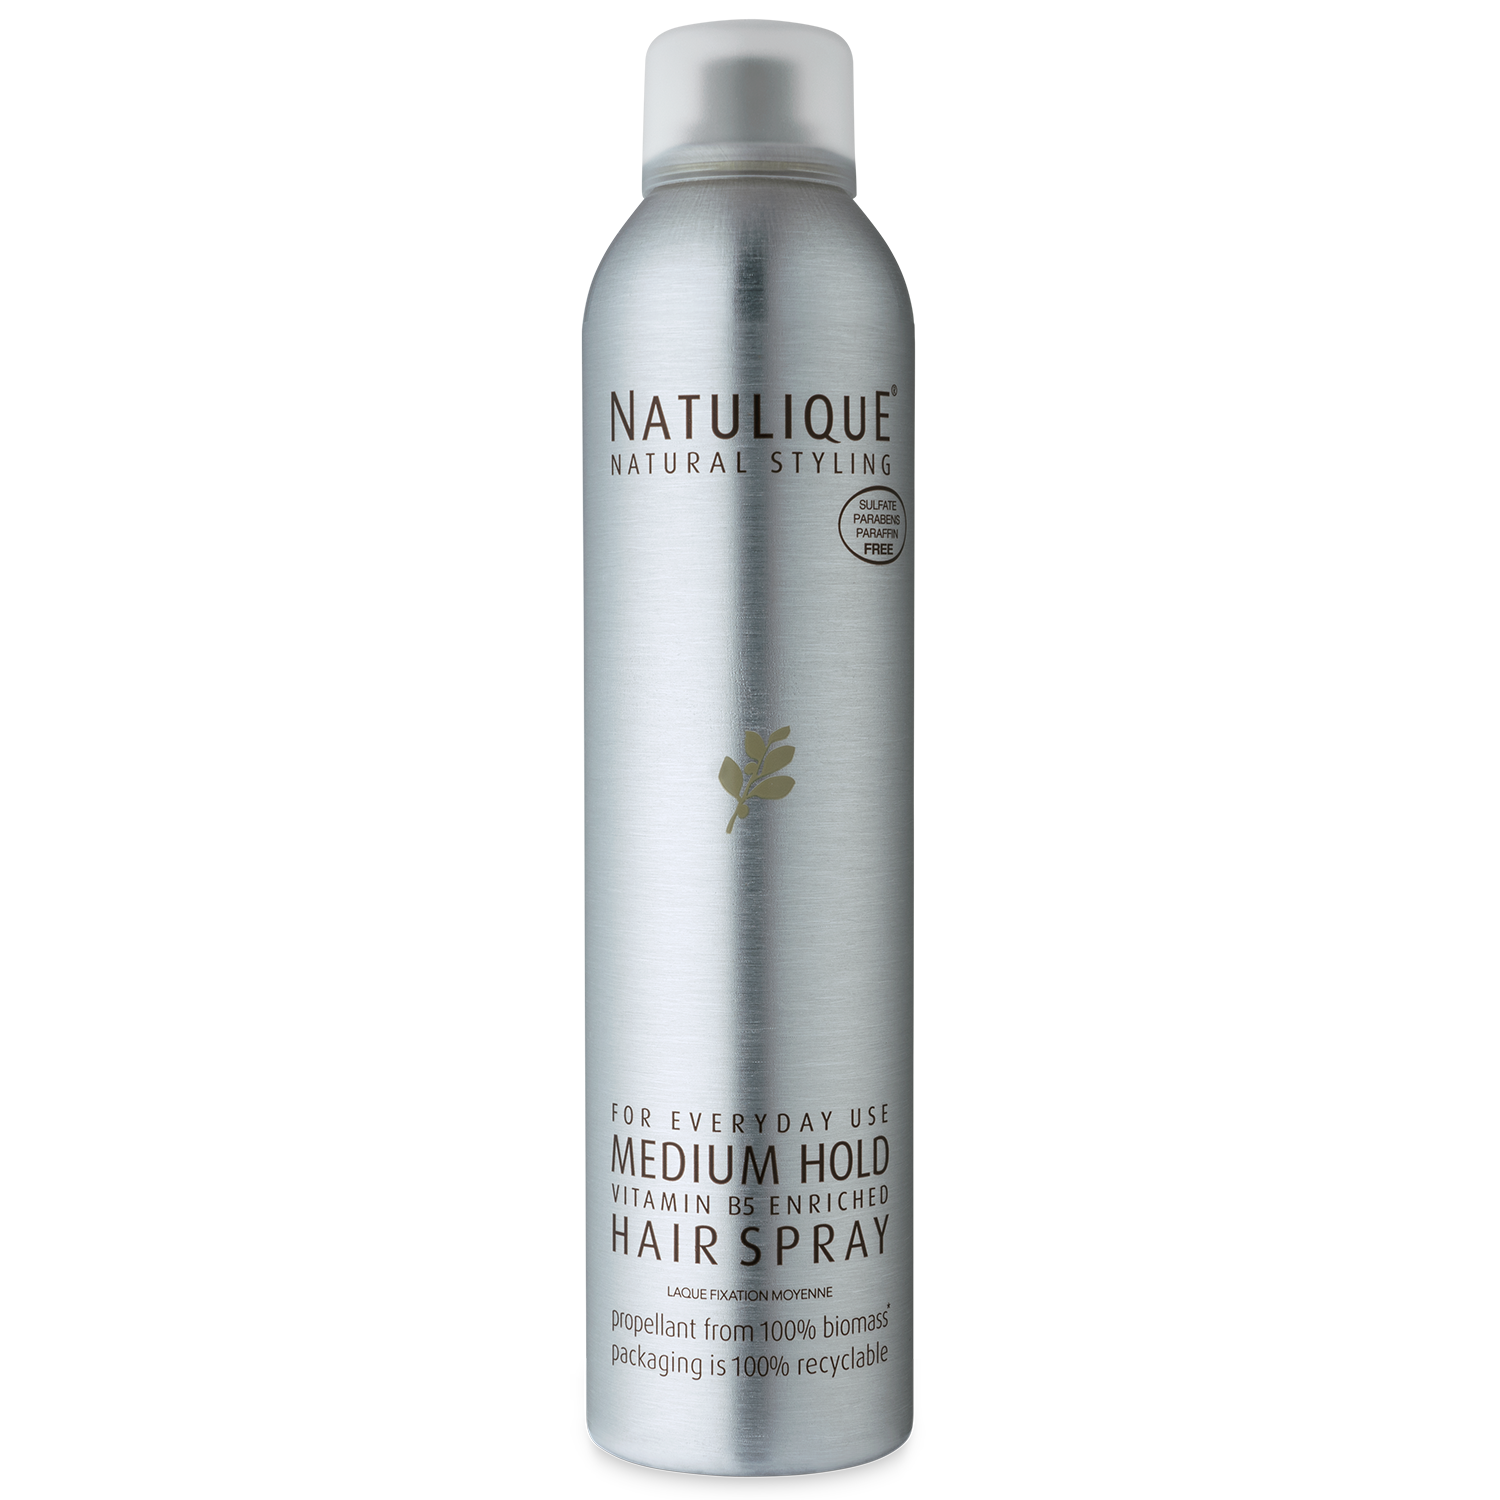 NATULIQUE®
NATURAL STYLING
SULFATE
PARABENS
PARAFFIN
FREE
FOR EVERYDAY USE
MEDIUM HOLD
VITAMIN B5 ENRICHED
HAIR SPRAY
LAQUE FIXATION MOYENNE
propellant from 100% biomass*
packaging is 100% recyclable